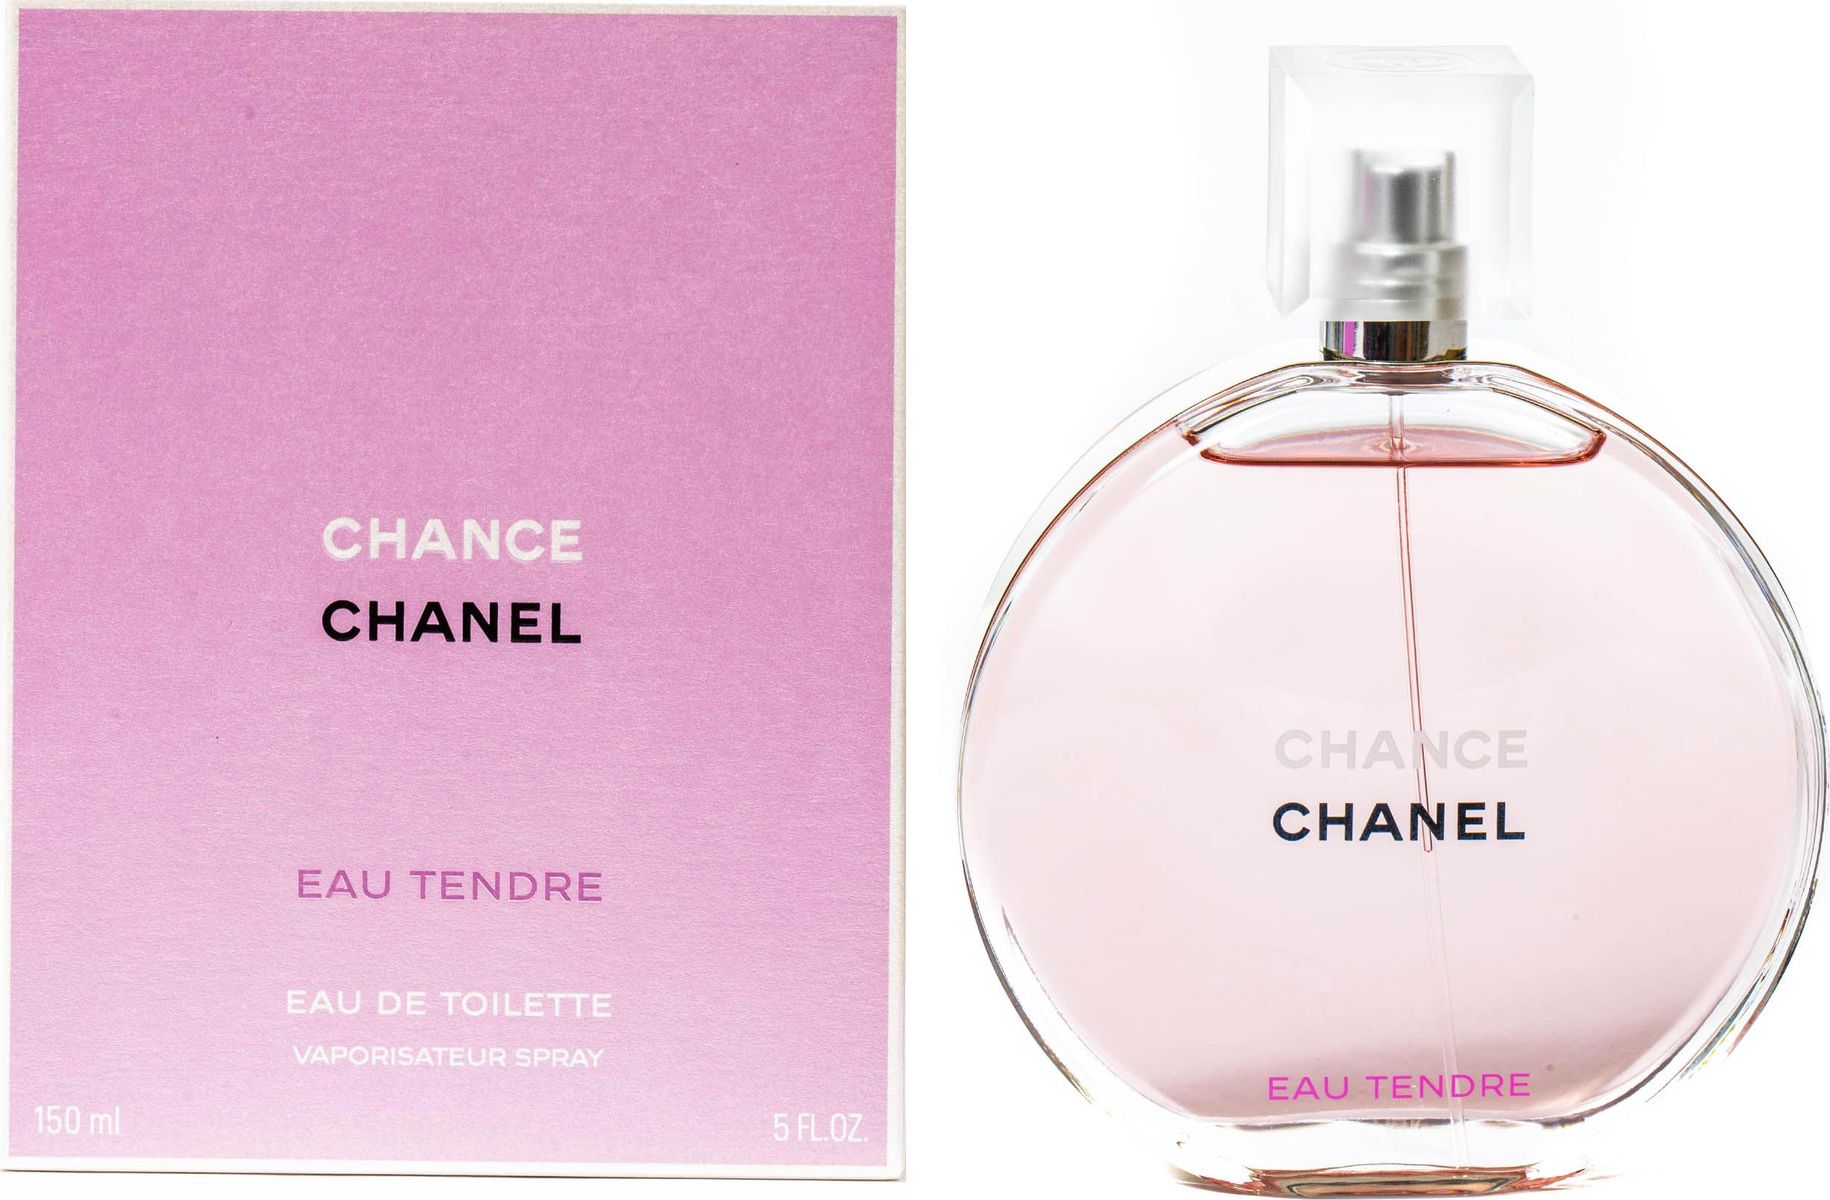 CHANCE
CHANEL
EAU TENDRE
EAU DE TOILETTE
VAPORISATEUR SPRAY
150 ml
5 FL.OZ.
CHANCE
CHANEL
EAU TENDRE